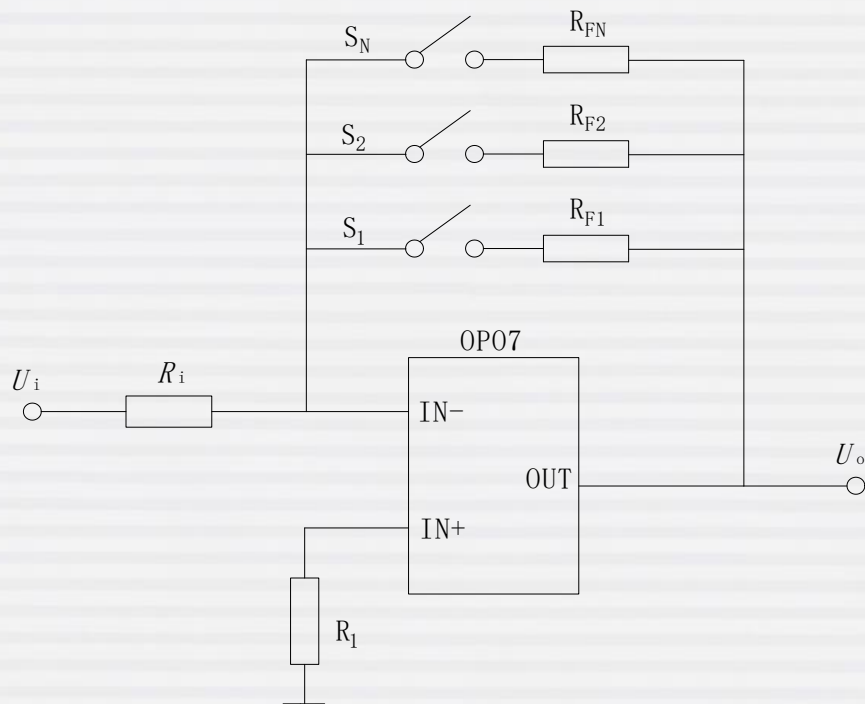 S_N
R_FN
S_2
R_F2
S_1
R_F1
OP07
U_i
R_i
IN-
OUT
U_o
IN+
R_1